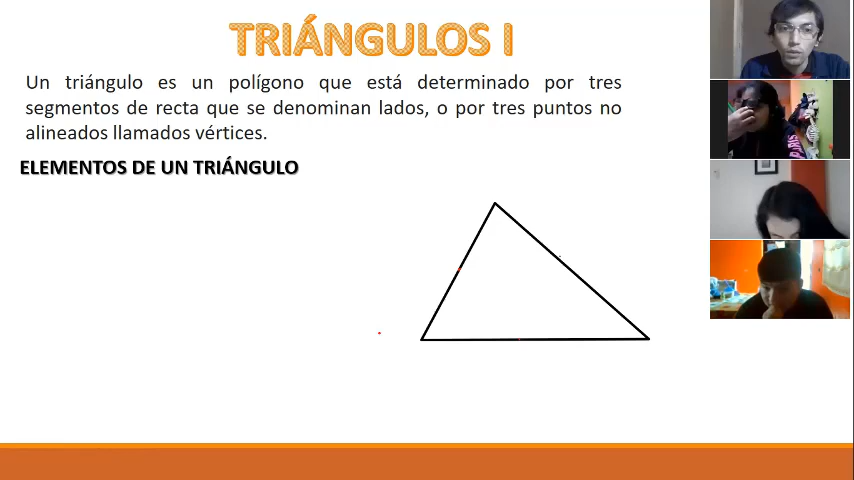 TRIÁNGULOS I
Un triángulo es un polígono que está determinado por tres
segmentos de recta que se denominan lados, o por tres puntos no
alineados llamados vértices.
ELEMENTOS DE UN TRIÁNGULO
PARIS